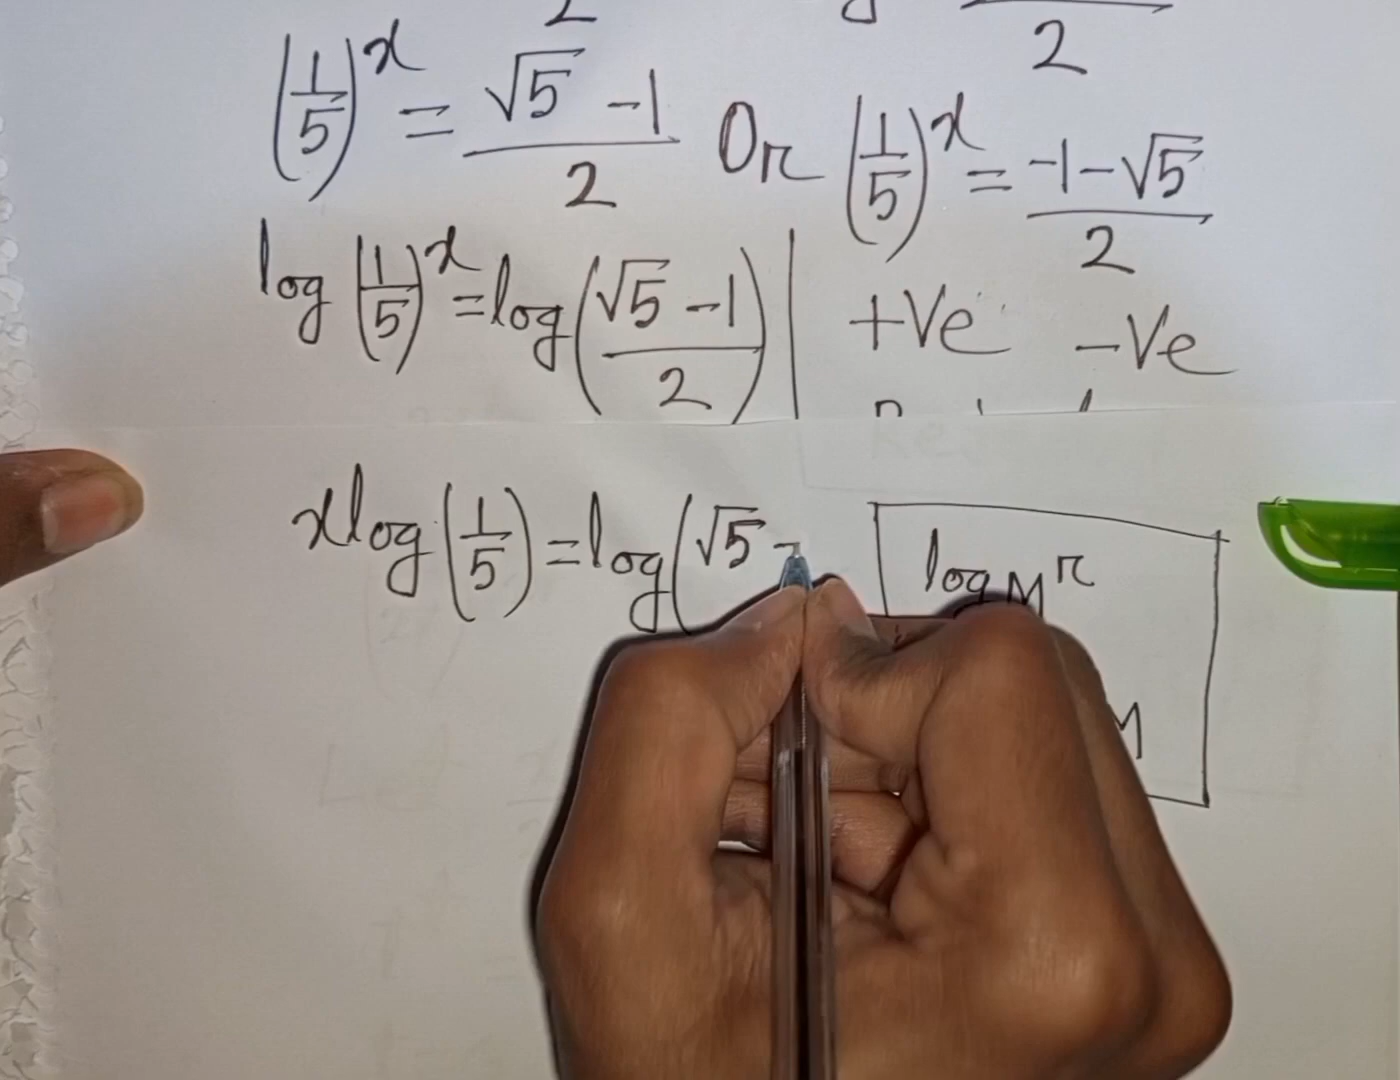 (1/5)^x = (√5 - 1)/2 Or (1/5)^x = (-1-√5)/2
log (1/5)^x = log((√5 - 1)/2) | +Ve -Ve
x log (1/5) = log(√5 -
log M^r
M